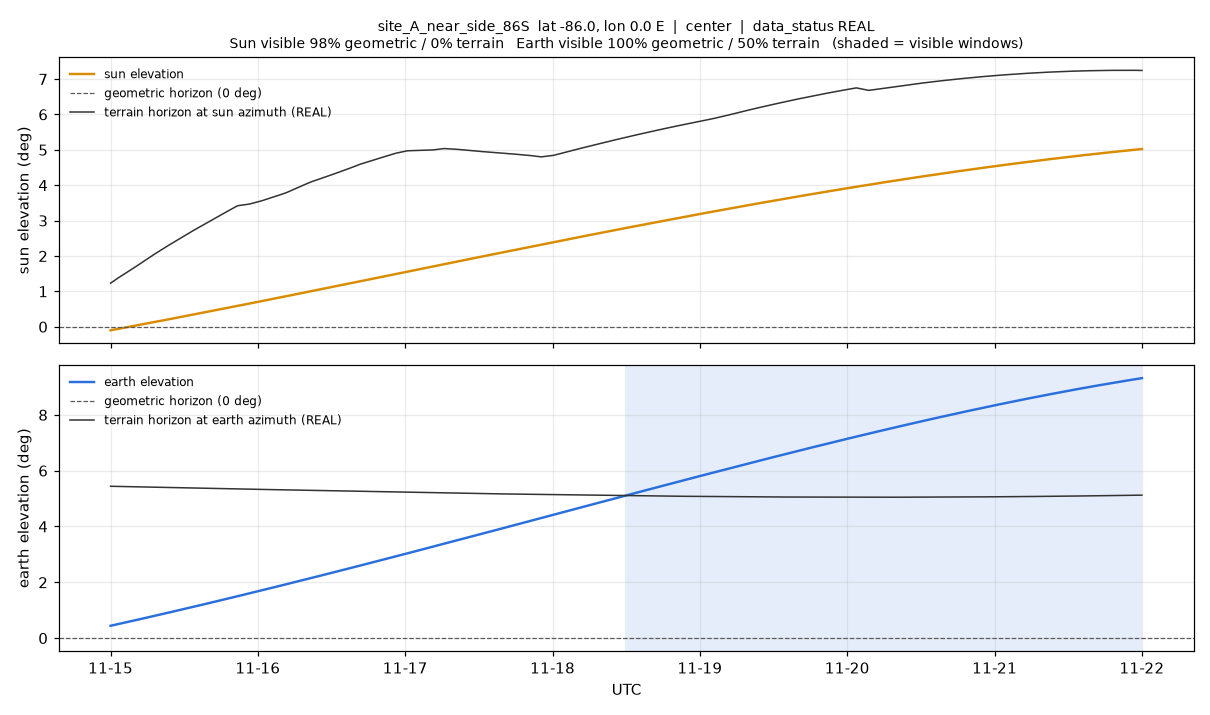 site_A_near_side_86S  lat -86.0, lon 0.0 E  |  center  |  data_status REAL
Sun visible 98% geometric / 0% terrain   Earth visible 100% geometric / 50% terrain   (shaded = visible windows)
sun elevation
geometric horizon (0 deg)
terrain horizon at sun azimuth (REAL)
sun elevation (deg)
7
6
5
4
3
2
1
0
earth elevation
geometric horizon (0 deg)
terrain horizon at earth azimuth (REAL)
earth elevation (deg)
8
6
4
2
0
11-15
11-16
11-17
11-18
11-19
11-20
11-21
11-22
UTC